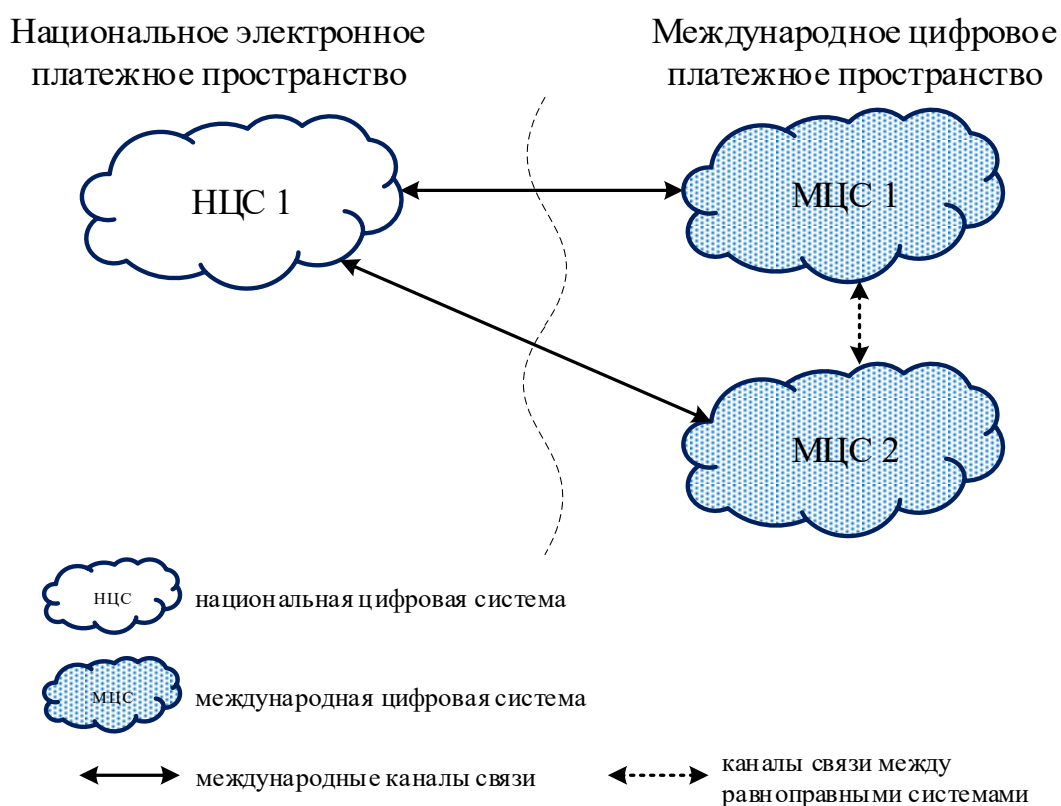 Национальное электронное
платежное пространство
Международное цифровое
платежное пространство
НЦС 1
МЦС 1
МЦС 2
НЦС
национальная цифровая система
МЦС
международная цифровая система
международные каналы связи
каналы связи между
равноправными системами